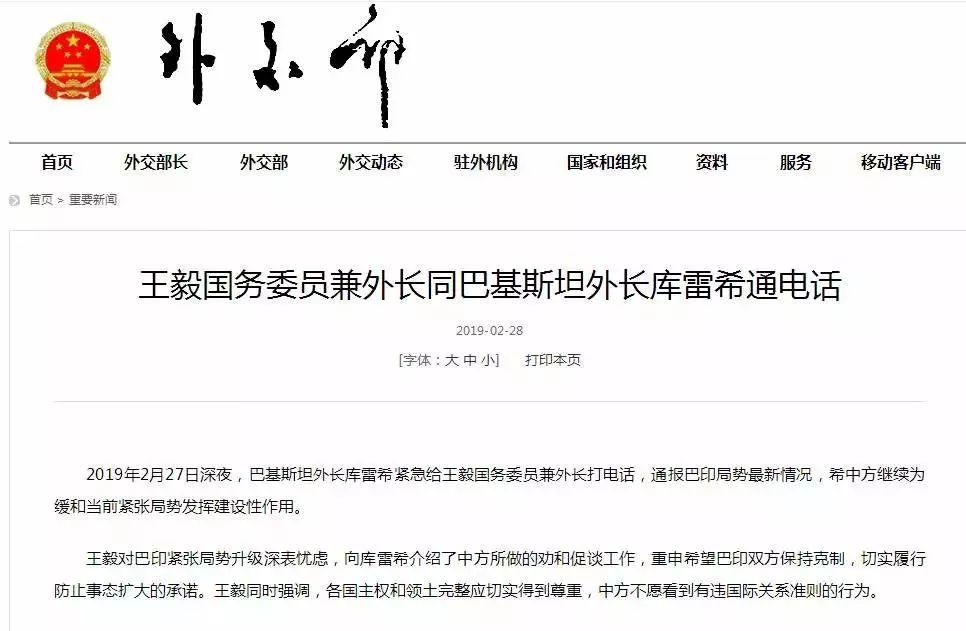 外交部
首页 外交部长 外交部 外交动态 驻外机构 国家和组织 资料 服务 移动客户端
首页 > 重要新闻
王毅国务委员兼外长同巴基斯坦外长库雷希通电话
2019-02-28
[字体：大 中 小] 打印本页
2019年2月27日深夜，巴基斯坦外长库雷希紧急给王毅国务委员兼外长打电话，通报巴印局势最新情况，希中方继续为
缓和当前紧张局势发挥建设性作用。
王毅对巴印紧张局势升级深表忧虑，向库雷希介绍了中方所做的劝和促谈工作，重申希望巴印双方保持克制，切实履行
防止事态扩大的承诺。王毅同时强调，各国主权和领土完整应切实得到尊重，中方不愿看到有违国际关系准则的行为。